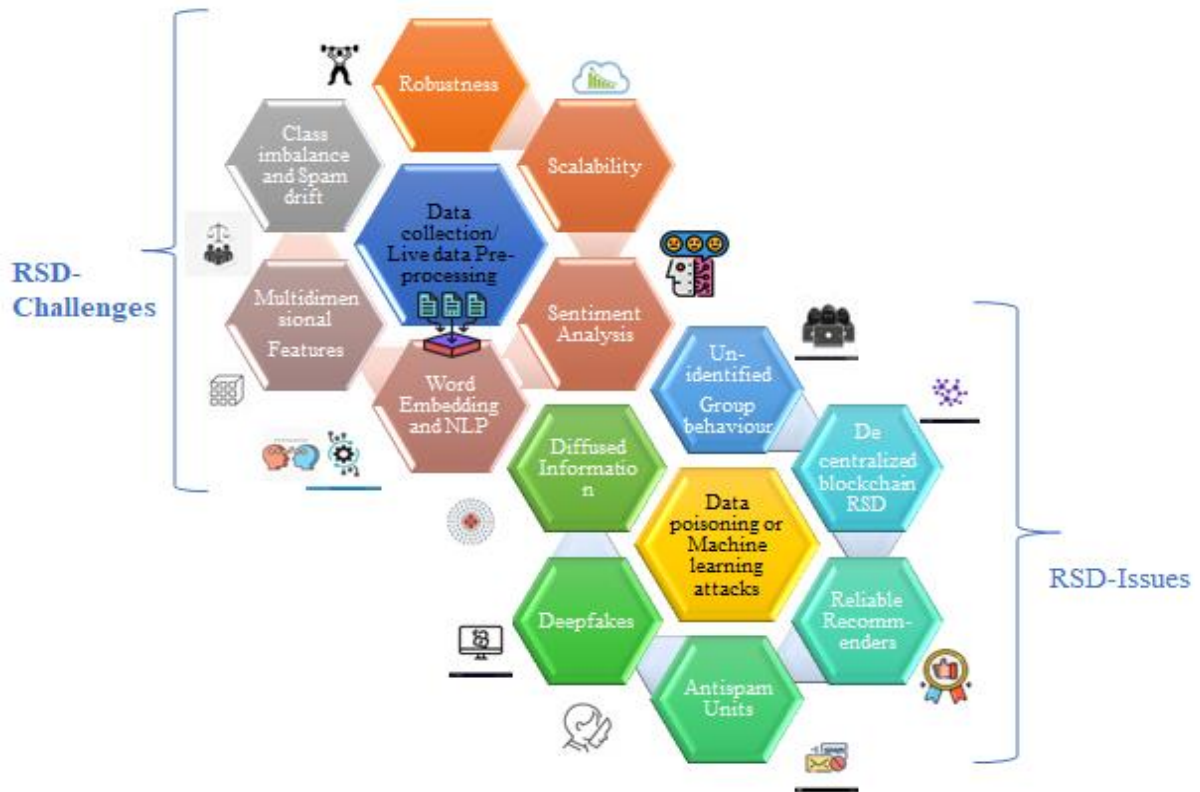 Robustness
Class
imbalance
and Spam
drift
Scalability
Data
collection/
Live data Pre-
processing
RSD-
Challenges
Multidimen
sional
Features
Sentiment
Analysis
Word
Embedding
and NLP
Un-
identified
Group
behaviour
Diffused
Informatio
n
De
centralized
blockchain
RSD
Data
poisoning or
Machine
learning
attacks
RSD-Issues
Deepfakes
Reliable
Recomm-
enders
Antispam
Units